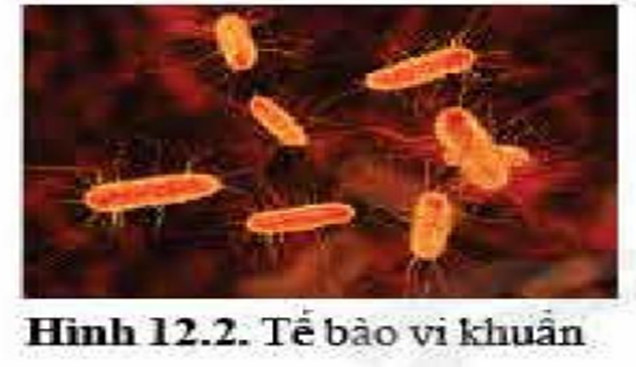 Hình 12.2. Tế bào vi khuẩn